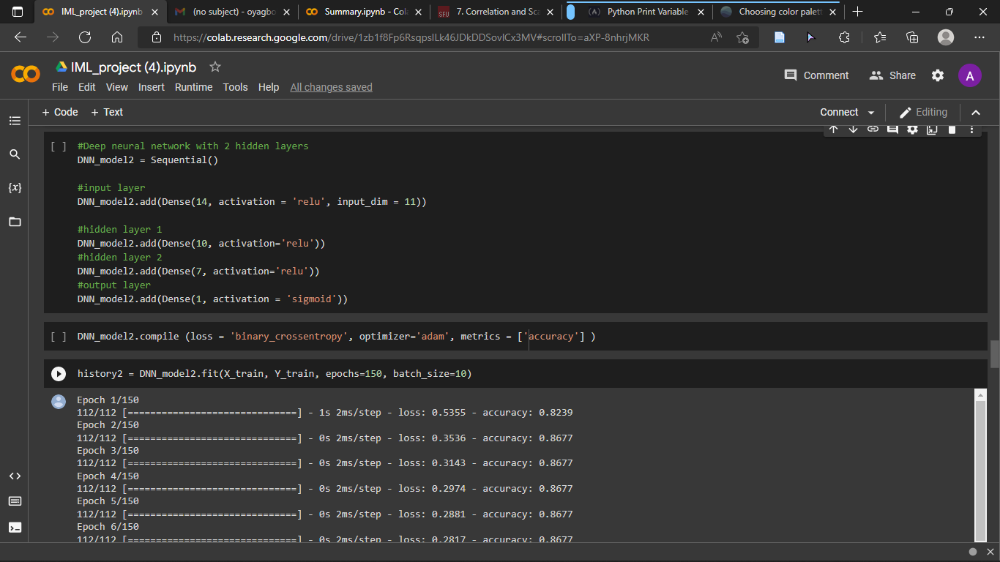 IML_project (4).ipynb
(no subject) - oyagbo
Summary.ipynb - Col
SFU
7. Correlation and Sca
Python Print Variable
Choosing color palett
https://colab.research.google.com/drive/
IML_project (4).ipynb
File Edit View Insert Runtime Tools Help All changes saved
Comment
Share
A
+ Code + Text
Connect
Editing
{x}
[ ] #Deep neural network with 2 hidden layers
DNN_model2 = Sequential()
#input layer
DNN_model2.add(Dense(14, activation = 'relu', input_dim = 11))
#hidden layer 1
DNN_model2.add(Dense(10, activation='relu'))
#hidden layer 2
DNN_model2.add(Dense(7, activation='relu'))
#output layer
DNN_model2.add(Dense(1, activation = 'sigmoid'))
[ ] DNN_model2.compile (loss = 'binary_crossentropy', optimizer='adam', metrics = ['accuracy'] )
history2 = DNN_model2.fit(X_train, Y_train, epochs=150, batch_size=10)
Epoch 1/150
112/112 [==============================] - 1s 2ms/step - loss: 0.5355 - accuracy: 0.8239
Epoch 2/150
112/112 [==============================] - 0s 2ms/step - loss: 0.3536 - accuracy: 0.8677
Epoch 3/150
112/112 [==============================] - 0s 2ms/step - loss: 0.3143 - accuracy: 0.8677
Epoch 4/150
112/112 [==============================] - 0s 2ms/step - loss: 0.2974 - accuracy: 0.8677
Epoch 5/150
112/112 [==============================] - 0s 2ms/step - loss: 0.2881 - accuracy: 0.8677
Epoch 6/150
112/112 [==============================] - 0s 2ms/step - loss: 0.2817 - accuracy: 0.8677